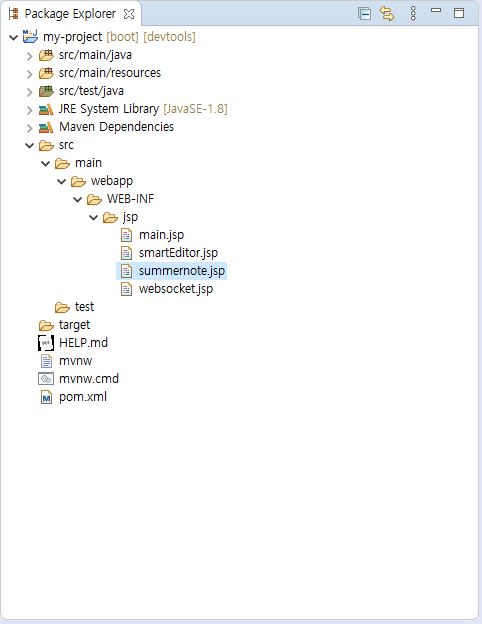 Package Explorer
my-project [boot] [devtools]
src/main/java
src/main/resources
src/test/java
JRE System Library [JavaSE-1.8]
Maven Dependencies
src
main
webapp
WEB-INF
jsp
main.jsp
smartEditor.jsp
summernote.jsp
websocket.jsp
test
target
HELP.md
mvnw
mvnw.cmd
pom.xml